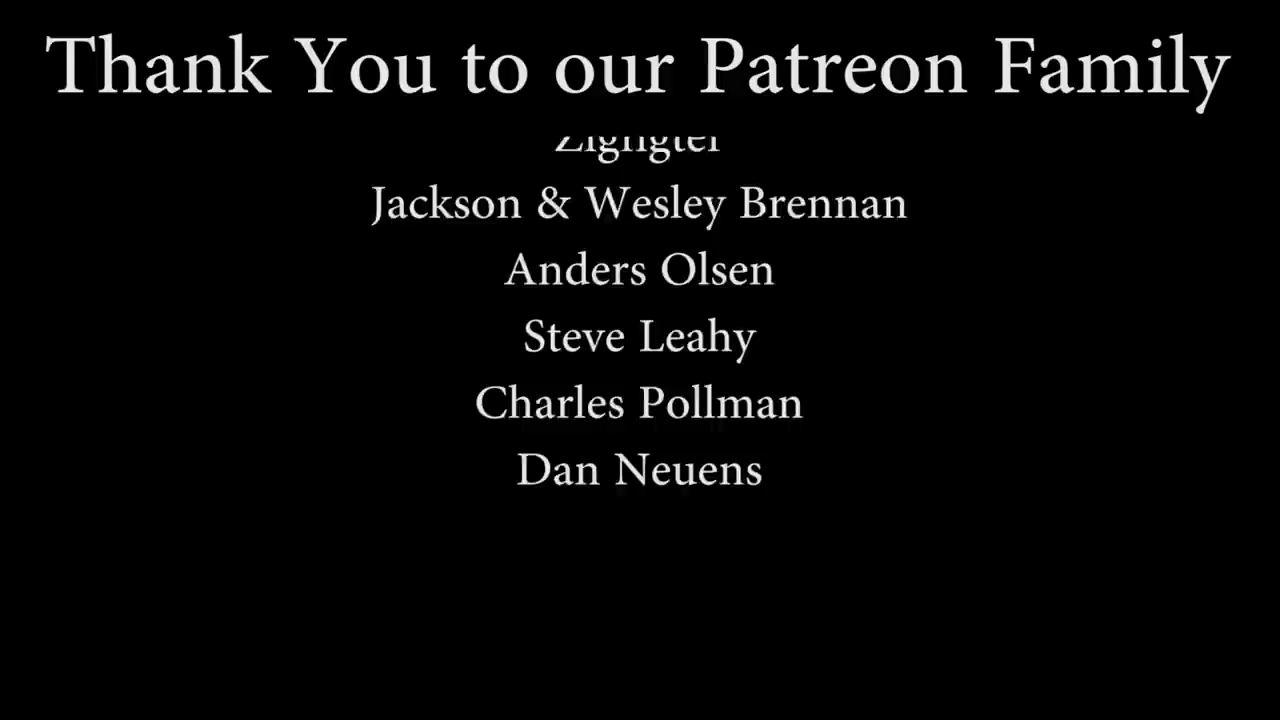 Thank You to our Patreon Family
Jackson & Wesley Brennan
Anders Olsen
Steve Leahy
Charles Pollman
Dan Neuens